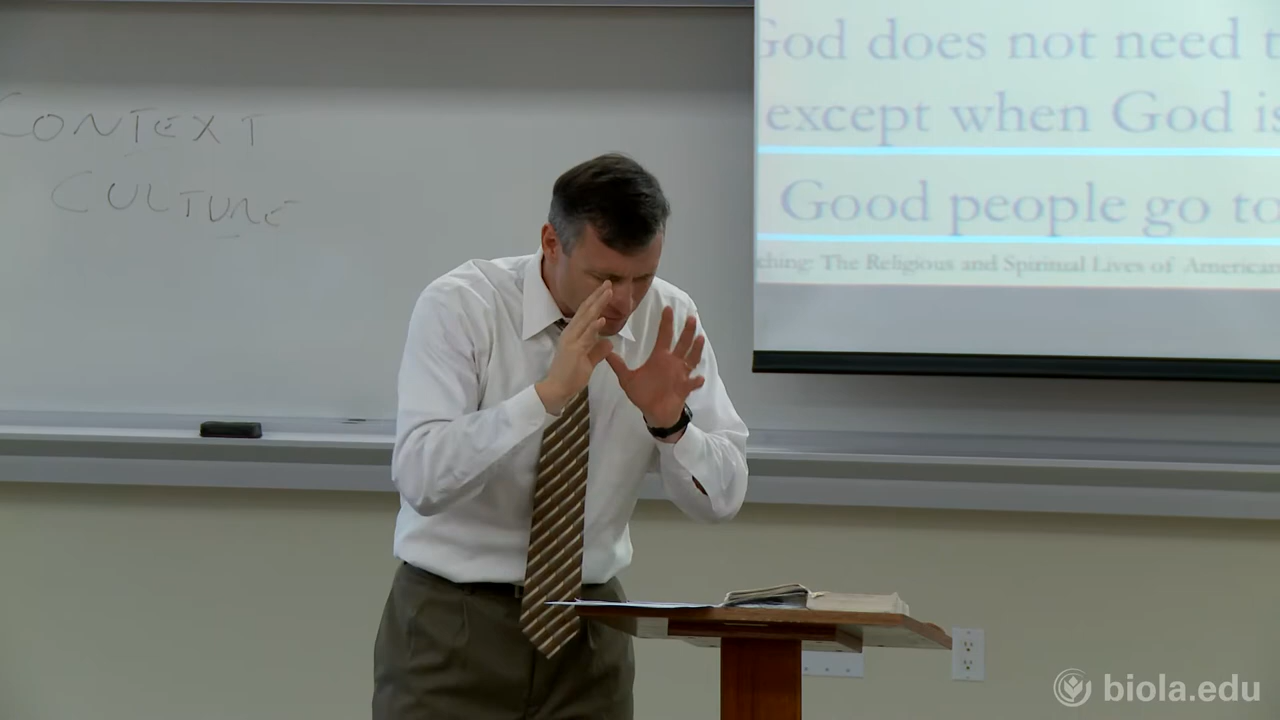 CONTEXT
CULTURE
God does not need t
except when God is
Good people go to
ching: The Religious and Spiritual Lives of American
biola.edu